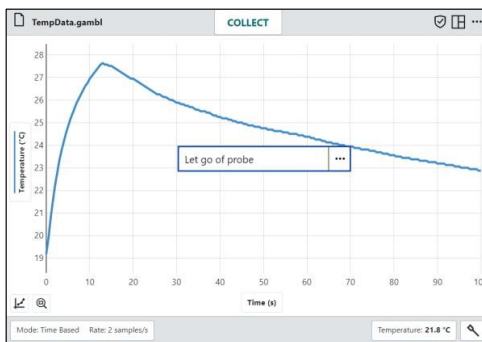 TempData.gambl
COLLECT
...
28
27
26
25
24
23
22
21
20
19
Temperature (°C)
Let go of probe
...
0 10 20 30 40 50 60 70 80 90 100
Time (s)
Mode: Time Based Rate: 2 samples/s
Temperature: 21.8 °C